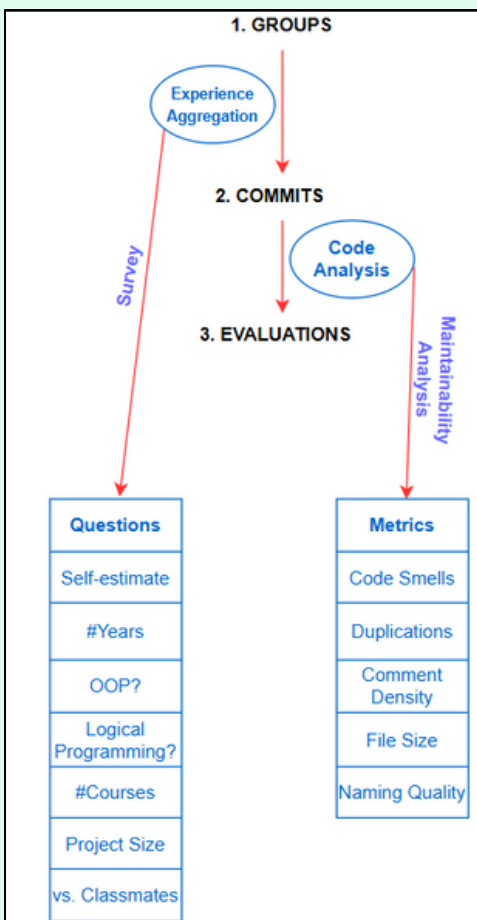 1. GROUPS
Experience
Aggregation
2. COMMITS
Survey
Code
Analysis
3. EVALUATIONS
Maintainability
Analysis
Questions
Self-estimate
#Years
OOP?
Logical
Programming?
#Courses
Project Size
vs. Classmates
Metrics
Code Smells
Duplications
Comment
Density
File Size
Naming Quality